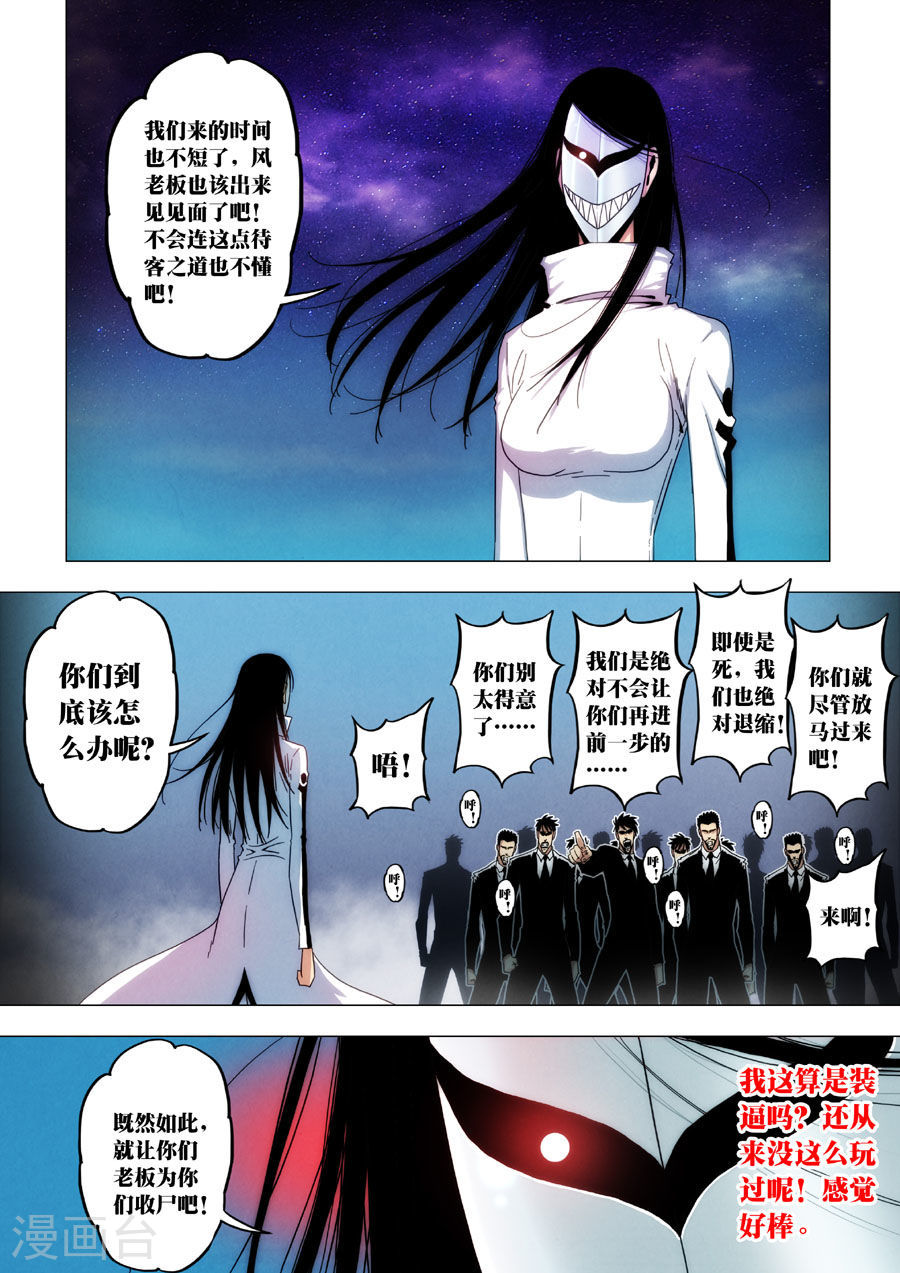 我们来的时间
也不短了，风
老板也该出来
见见面了吧！
不会连这点待
客之道也不懂
吧！
你们到
底该怎
么办呢？
唔！
你们别
太得意
了……
我们是绝
对不会让
你们再进
前一步的
……
即使是
死，我
们也绝
对退缩！
你们就
尽管放
马过来
吧！
呼！
呼！
呼！
呼！
呼！
呼！
呼！
呼！
来啊！
我这算是装
逼吗？还从
来没这么玩
过呢！感觉
好棒。
既然如此，
就让你们
老板为你
们收尸吧！
漫画台